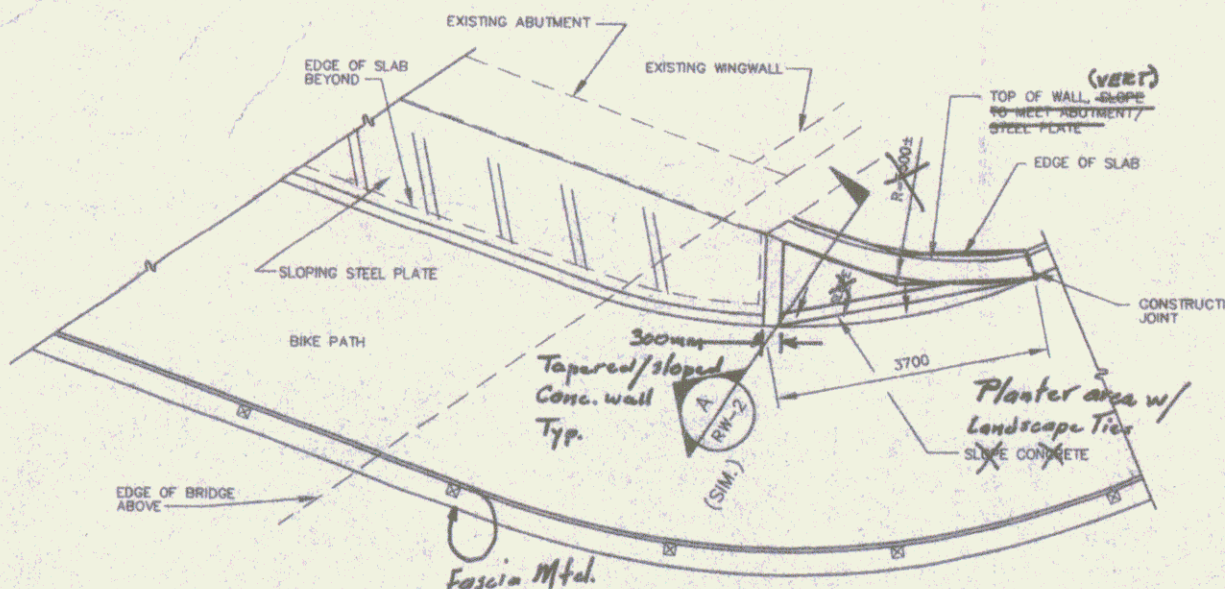 EXISTING ABUTMENT
EDGE OF SLAB
BEYOND
EXISTING WINGWALL
(VERT)
TOP OF WALL, SLOPE
TO MEET ABUTMENT/
STEEL PLATE
EDGE OF SLAB
SLOPING STEEL PLATE
CONSTRUCTI
JOINT
BIKE PATH
300mm
Tapered/sloped
Conc. wall
Typ.
3700
A
RW-2
(SIM.)
Planter area w/
Landscape Ties
SLOPE CONCRETE
EDGE OF BRIDGE
ABOVE
Fascia Mtd.